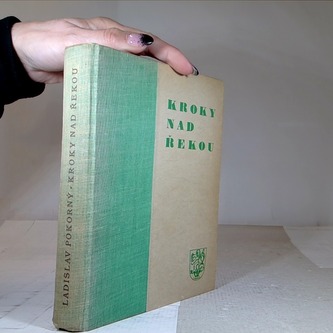 LADISLAV POKORNÝ • KROKY NAD ŘEKOU
KROKY
NAD
ŘEKOU